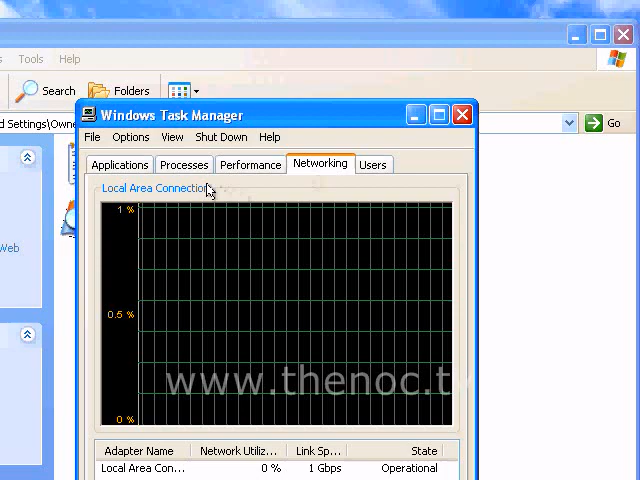 Tools Help
Search Folders
d Settings\Owne Go
Windows Task Manager
File Options View Shut Down Help
Applications Processes Performance Networking Users
Local Area Connection
1 %
0.5 %
0 %
Web
www.thenoc.tv
Adapter Name Network Utiliz... Link Sp... State
Local Area Con... 0 % 1 Gbps Operational